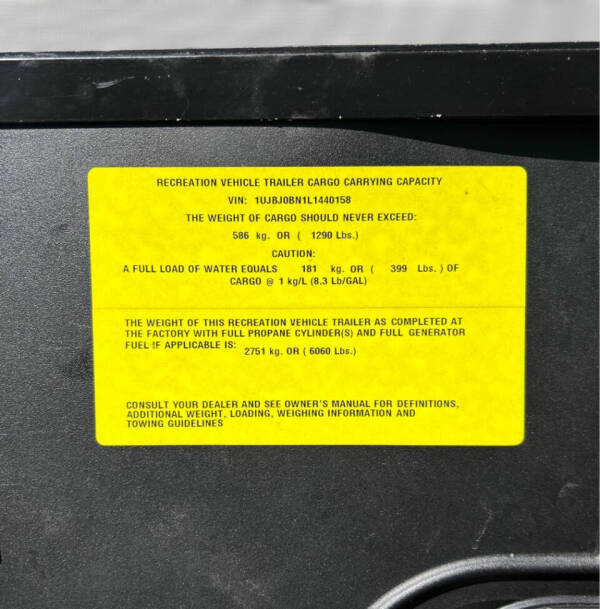 RECREATION VEHICLE TRAILER CARGO CARRYING CAPACITY
VIN: 1UJBJ0BN1L1440158
THE WEIGHT OF CARGO SHOULD NEVER EXCEED:
586 kg. OR ( 1290 Lbs.)
CAUTION:
A FULL LOAD OF WATER EQUALS 181 kg. OR ( 399 Lbs. ) OF
CARGO @ 1 kg/L (8.3 Lb/GAL)
THE WEIGHT OF THIS RECREATION VEHICLE TRAILER AS COMPLETED AT
THE FACTORY WITH FULL PROPANE CYLINDER(S) AND FULL GENERATOR
FUEL IF APPLICABLE IS: 2751 kg. OR ( 6060 Lbs.)
CONSULT YOUR DEALER AND SEE OWNER'S MANUAL FOR DEFINITIONS,
ADDITIONAL WEIGHT, LOADING, WEIGHING INFORMATION AND
TOWING GUIDELINES